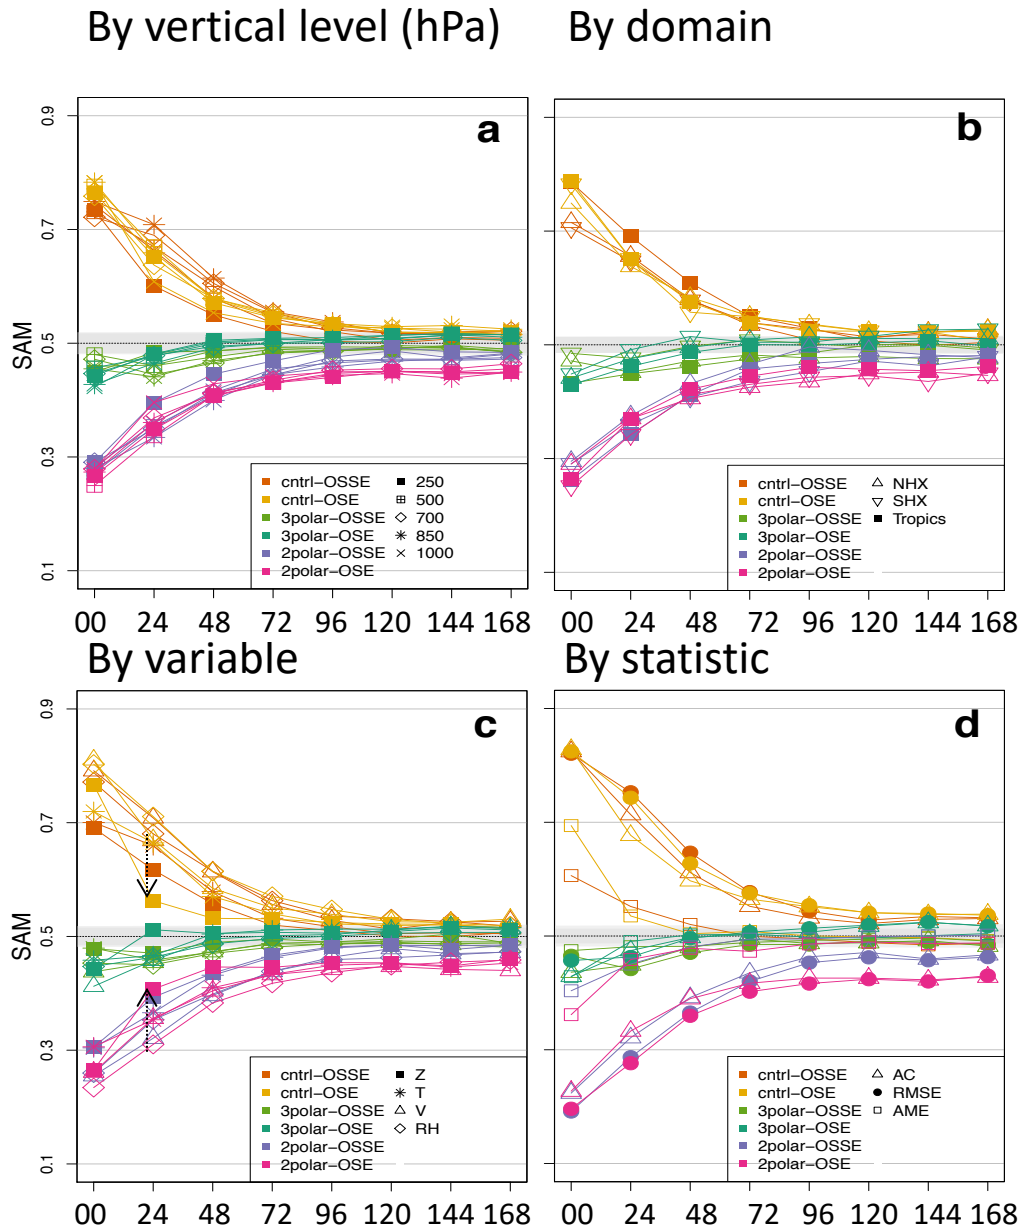 By vertical level (hPa)
By domain
a
0.9
0.7
0.5
0.3
0.1
SAM
cntrl-OSSE
cntrl-OSE
3polar-OSSE
3polar-OSE
2polar-OSSE
2polar-OSE
250
500
700
850
1000
00 24 48 72 96 120 144 168
b
cntrl-OSSE
cntrl-OSE
3polar-OSSE
3polar-OSE
2polar-OSSE
2polar-OSE
NHX
SHX
Tropics
00 24 48 72 96 120 144 168
By variable
By statistic
c
0.9
0.7
0.5
0.3
0.1
SAM
cntrl-OSSE
cntrl-OSE
3polar-OSSE
3polar-OSE
2polar-OSSE
2polar-OSE
Z
T
V
RH
00 24 48 72 96 120 144 168
d
cntrl-OSSE
cntrl-OSE
3polar-OSSE
3polar-OSE
2polar-OSSE
2polar-OSE
AC
RMSE
AME
00 24 48 72 96 120 144 168